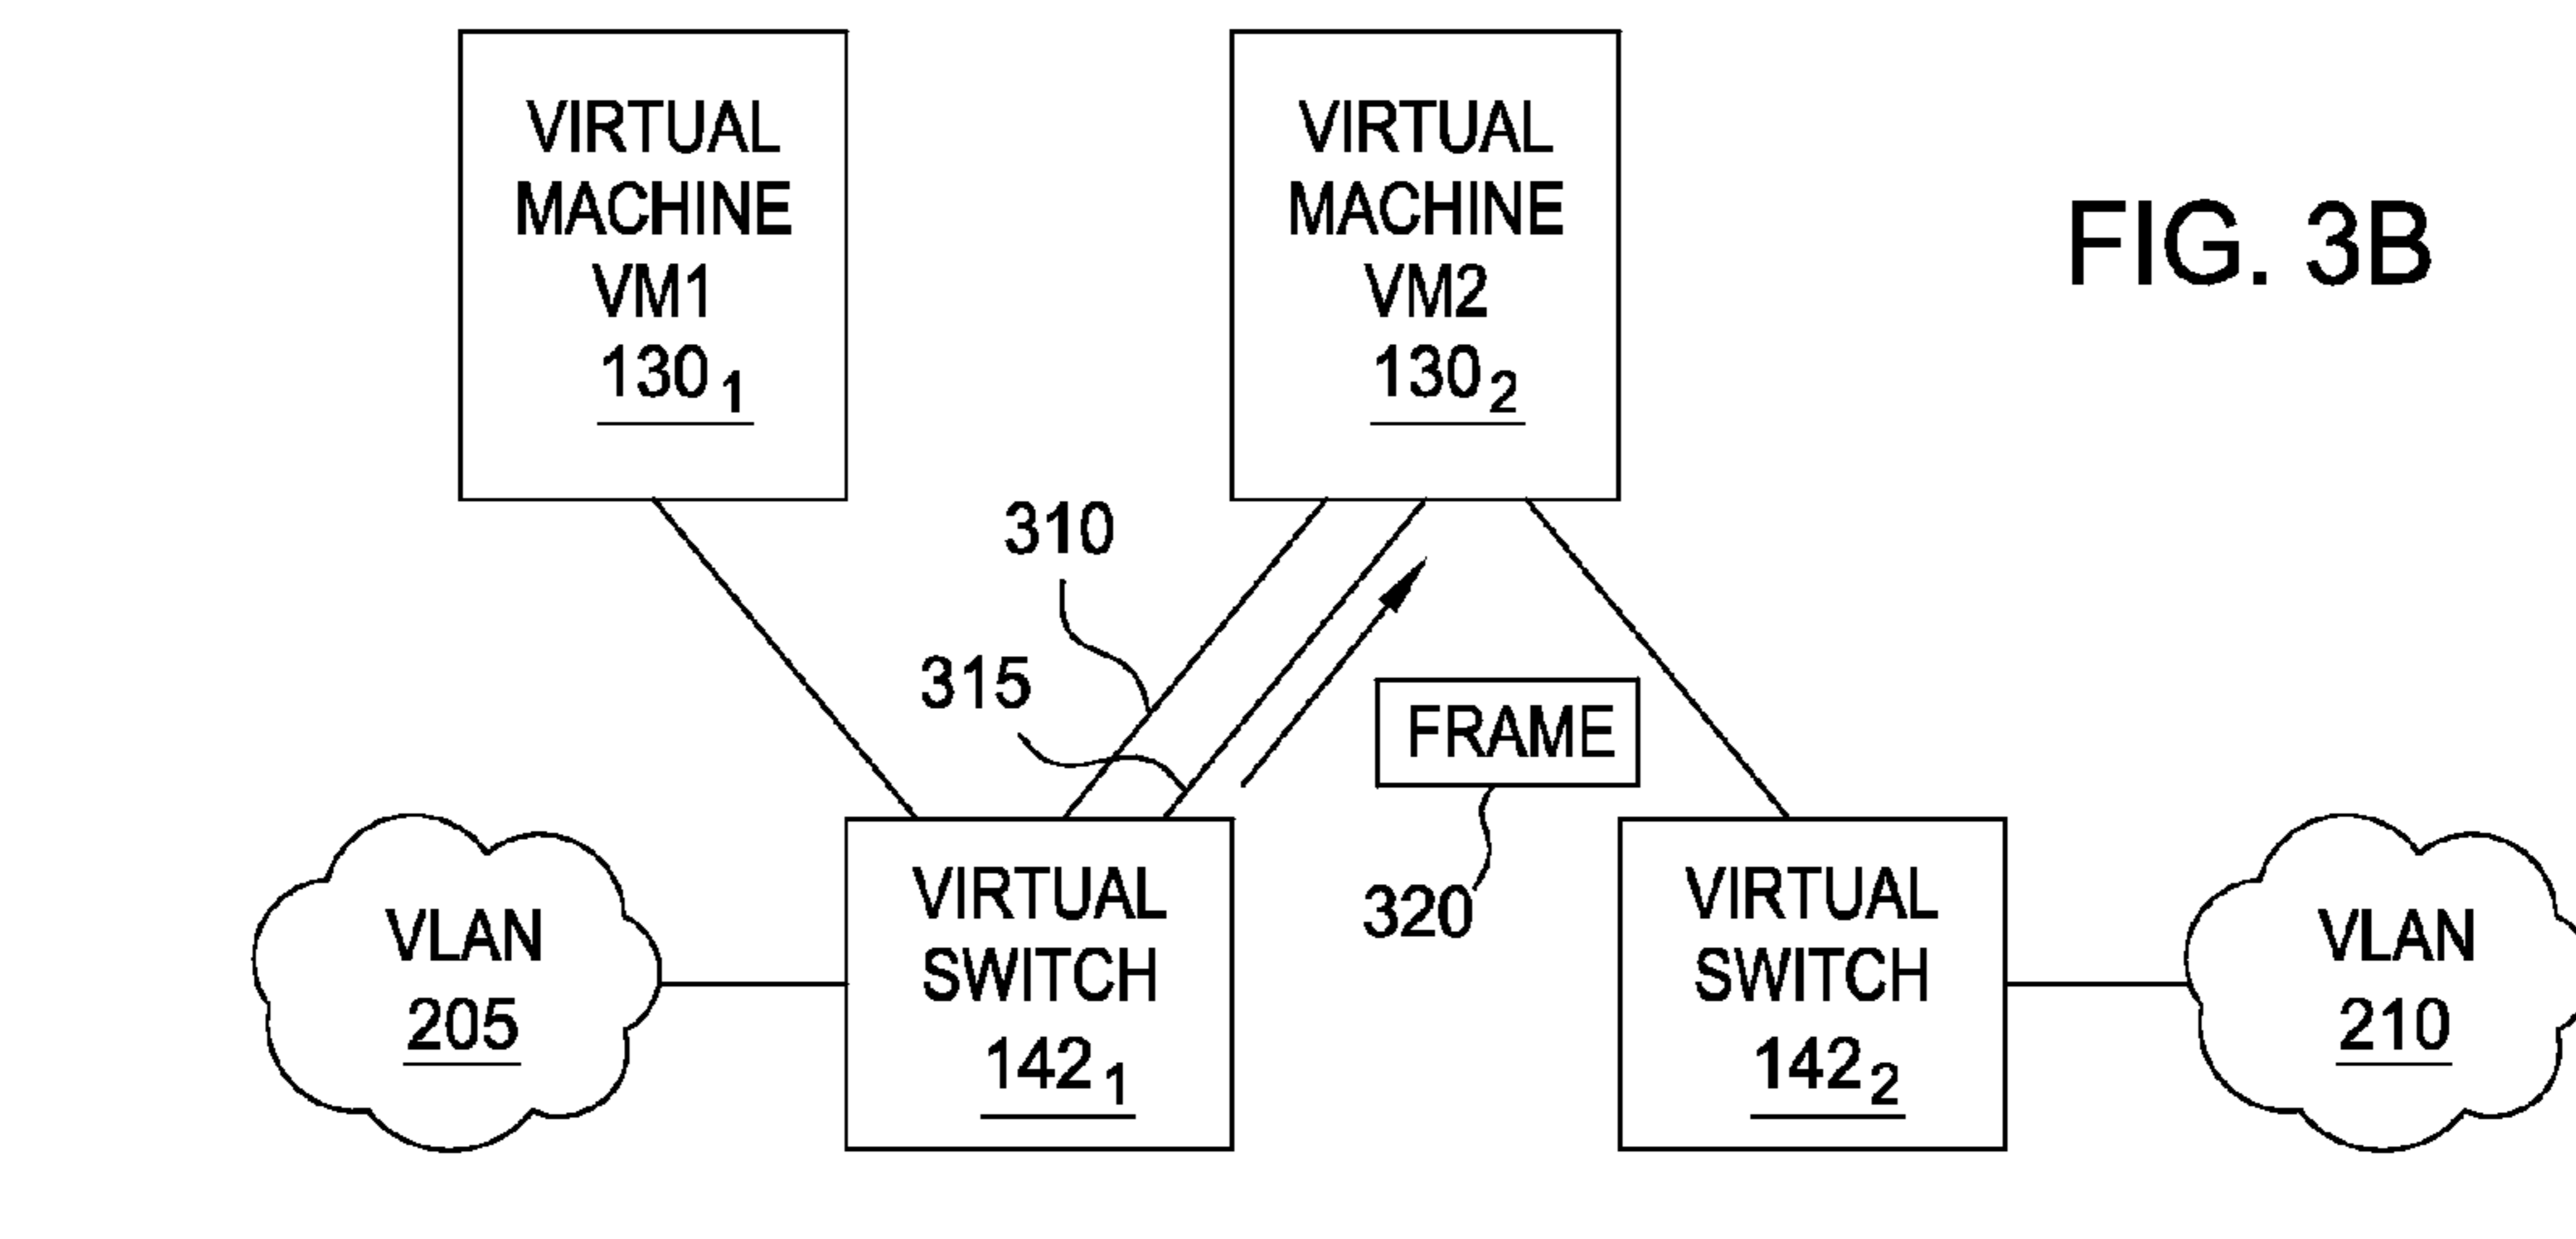 VIRTUAL
MACHINE
VM1
130 1
VIRTUAL
MACHINE
VM2
130 2
FIG. 3B
310
315
FRAME
320
VLAN
205
VIRTUAL
SWITCH
142 1
VIRTUAL
SWITCH
142 2
VLAN
210